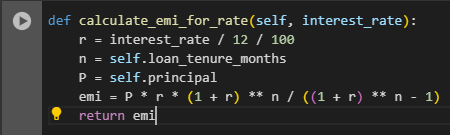 def calculate_emi_for_rate(self, interest_rate):
    r = interest_rate / 12 / 100
    n = self.loan_tenure_months
    P = self.principal
    emi = P * r * (1 + r) ** n / ((1 + r) ** n - 1)
    return emi